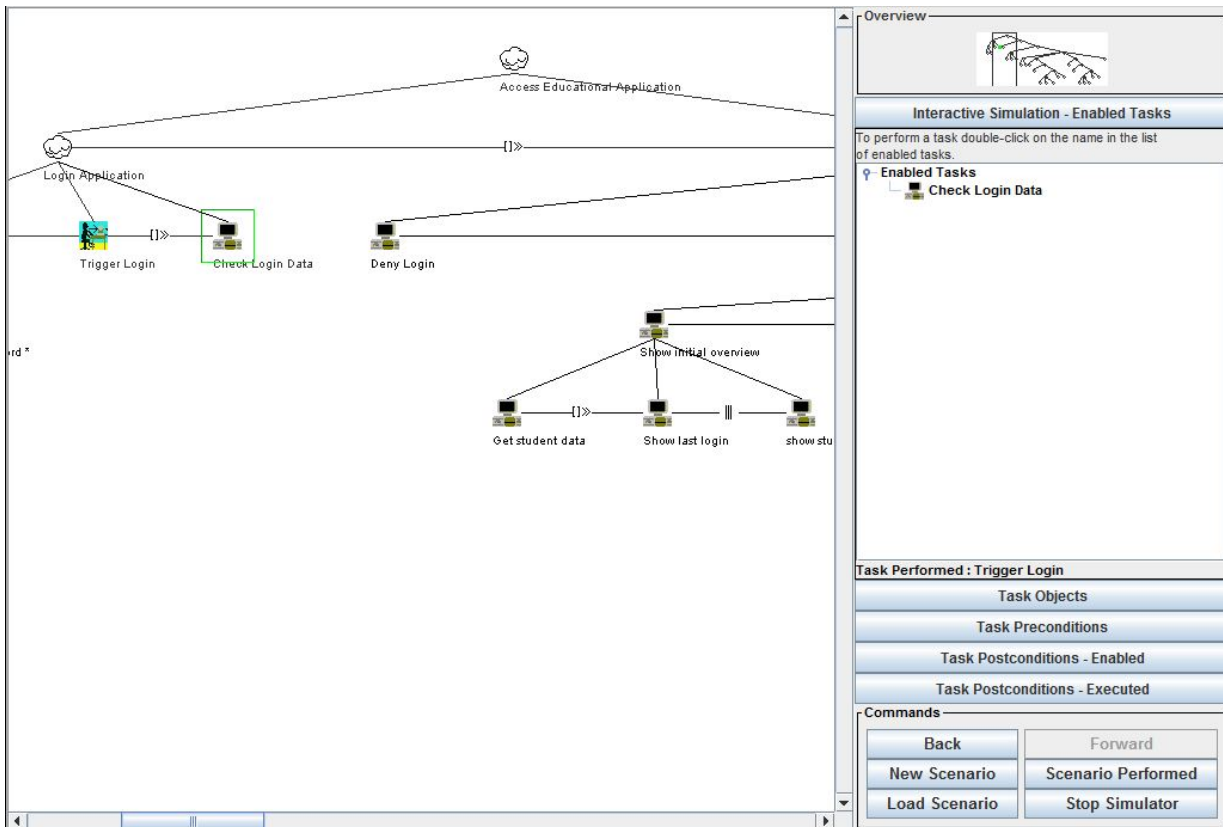 Access Educational Application
[]»
Login Application
[]»
Trigger Login
Check Login Data
Deny Login
rd *
Show initial overview
[]»
|||
Get student data
Show last login
show stu
Overview
Interactive Simulation - Enabled Tasks
To perform a task double-click on the name in the list
of enabled tasks.
Enabled Tasks
Check Login Data
Task Performed : Trigger Login
Task Objects
Task Preconditions
Task Postconditions - Enabled
Task Postconditions - Executed
Commands
Back
Forward
New Scenario
Scenario Performed
Load Scenario
Stop Simulator